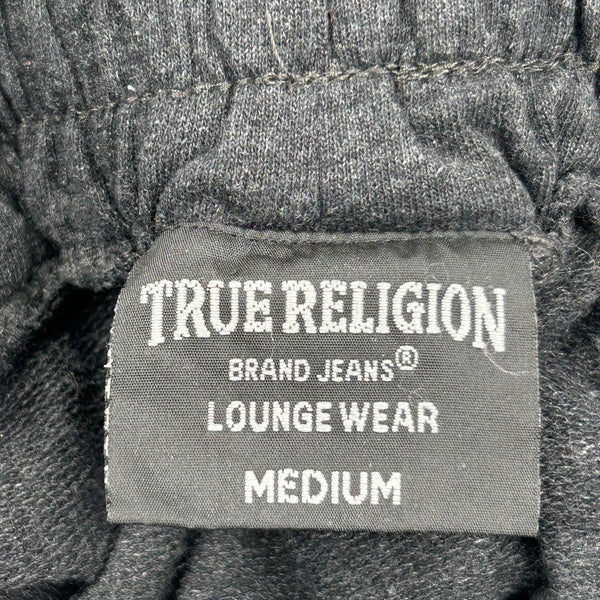 TRUE RELIGION
BRAND JEANS®
LOUNGE WEAR
MEDIUM